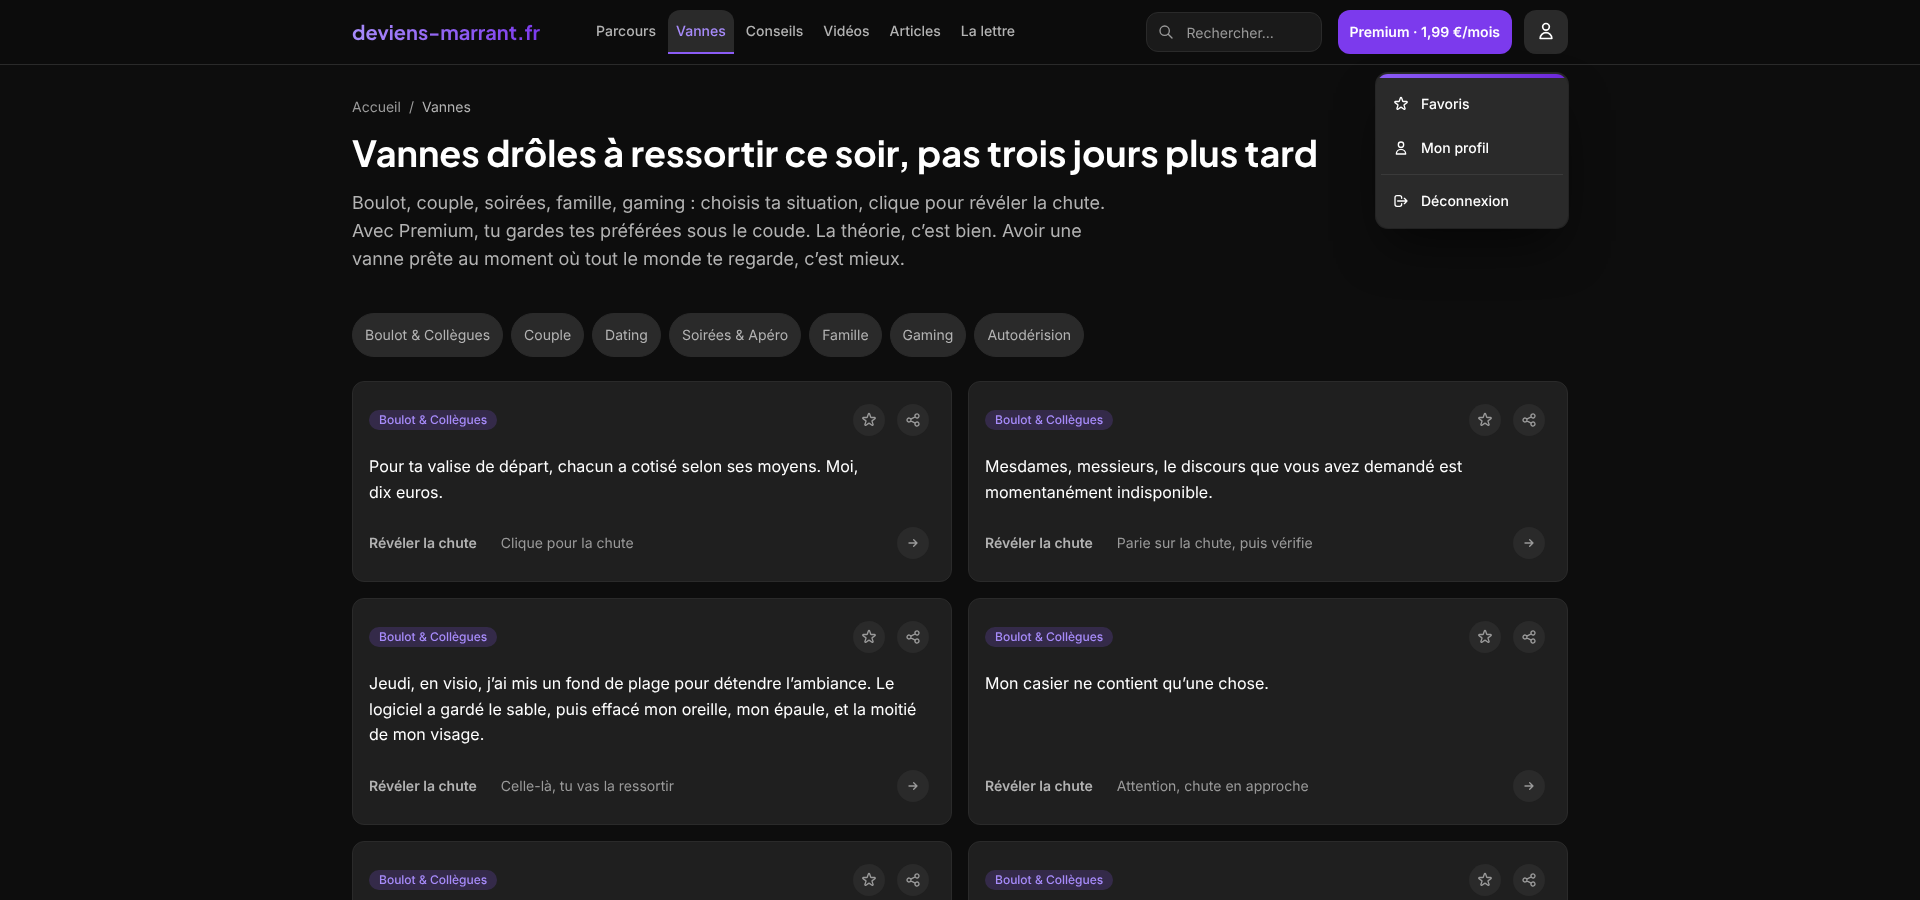 deviens-marrant.fr
Parcours
Vannes
Conseils
Vidéos
Articles
La lettre
Rechercher...
Premium · 1,99 €/mois
Favoris
Mon profil
Déconnexion
Accueil / Vannes
Vannes drôles à ressortir ce soir, pas trois jours plus tard
Boulot, couple, soirées, famille, gaming : choisis ta situation, clique pour révéler la chute.
Avec Premium, tu gardes tes préférées sous le coude. La théorie, c’est bien. Avoir une
vanne prête au moment où tout le monde te regarde, c’est mieux.
Boulot & Collègues
Couple
Dating
Soirées & Apéro
Famille
Gaming
Autodérision
Boulot & Collègues
Pour ta valise de départ, chacun a cotisé selon ses moyens. Moi,
dix euros.
Révéler la chute
Clique pour la chute
Boulot & Collègues
Mesdames, messieurs, le discours que vous avez demandé est
momentanément indisponible.
Révéler la chute
Parie sur la chute, puis vérifie
Boulot & Collègues
Jeudi, en visio, j’ai mis un fond de plage pour détendre l’ambiance. Le
logiciel a gardé le sable, puis effacé mon oreille, mon épaule, et la moitié
de mon visage.
Révéler la chute
Celle-là, tu vas la ressortir
Boulot & Collègues
Mon casier ne contient qu’une chose.
Révéler la chute
Attention, chute en approche
Boulot & Collègues
Boulot & Collègues